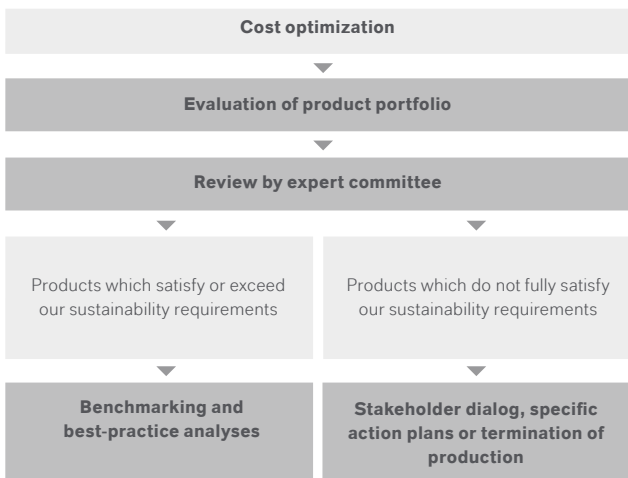 Cost optimization
Evaluation of product portfolio
Review by expert committee
Products which satisfy or exceed
our sustainability requirements
Products which do not fully satisfy
our sustainability requirements
Benchmarking and
best-practice analyses
Stakeholder dialog, specific
action plans or termination of
production